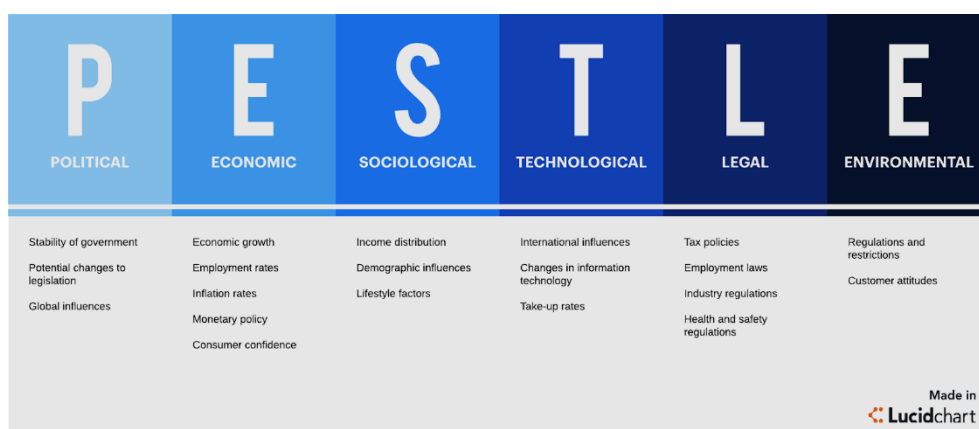 P
POLITICAL
Stability of government
Potential changes to
legislation
Global influences
E
ECONOMIC
Economic growth
Employment rates
Inflation rates
Monetary policy
Consumer confidence
S
SOCIOLOGICAL
Income distribution
Demographic influences
Lifestyle factors
T
TECHNOLOGICAL
International influences
Changes in information
technology
Take-up rates
L
LEGAL
Tax policies
Employment laws
Industry regulations
Health and safety
regulations
E
ENVIRONMENTAL
Regulations and
restrictions
Customer attitudes
Made in
Lucidchart